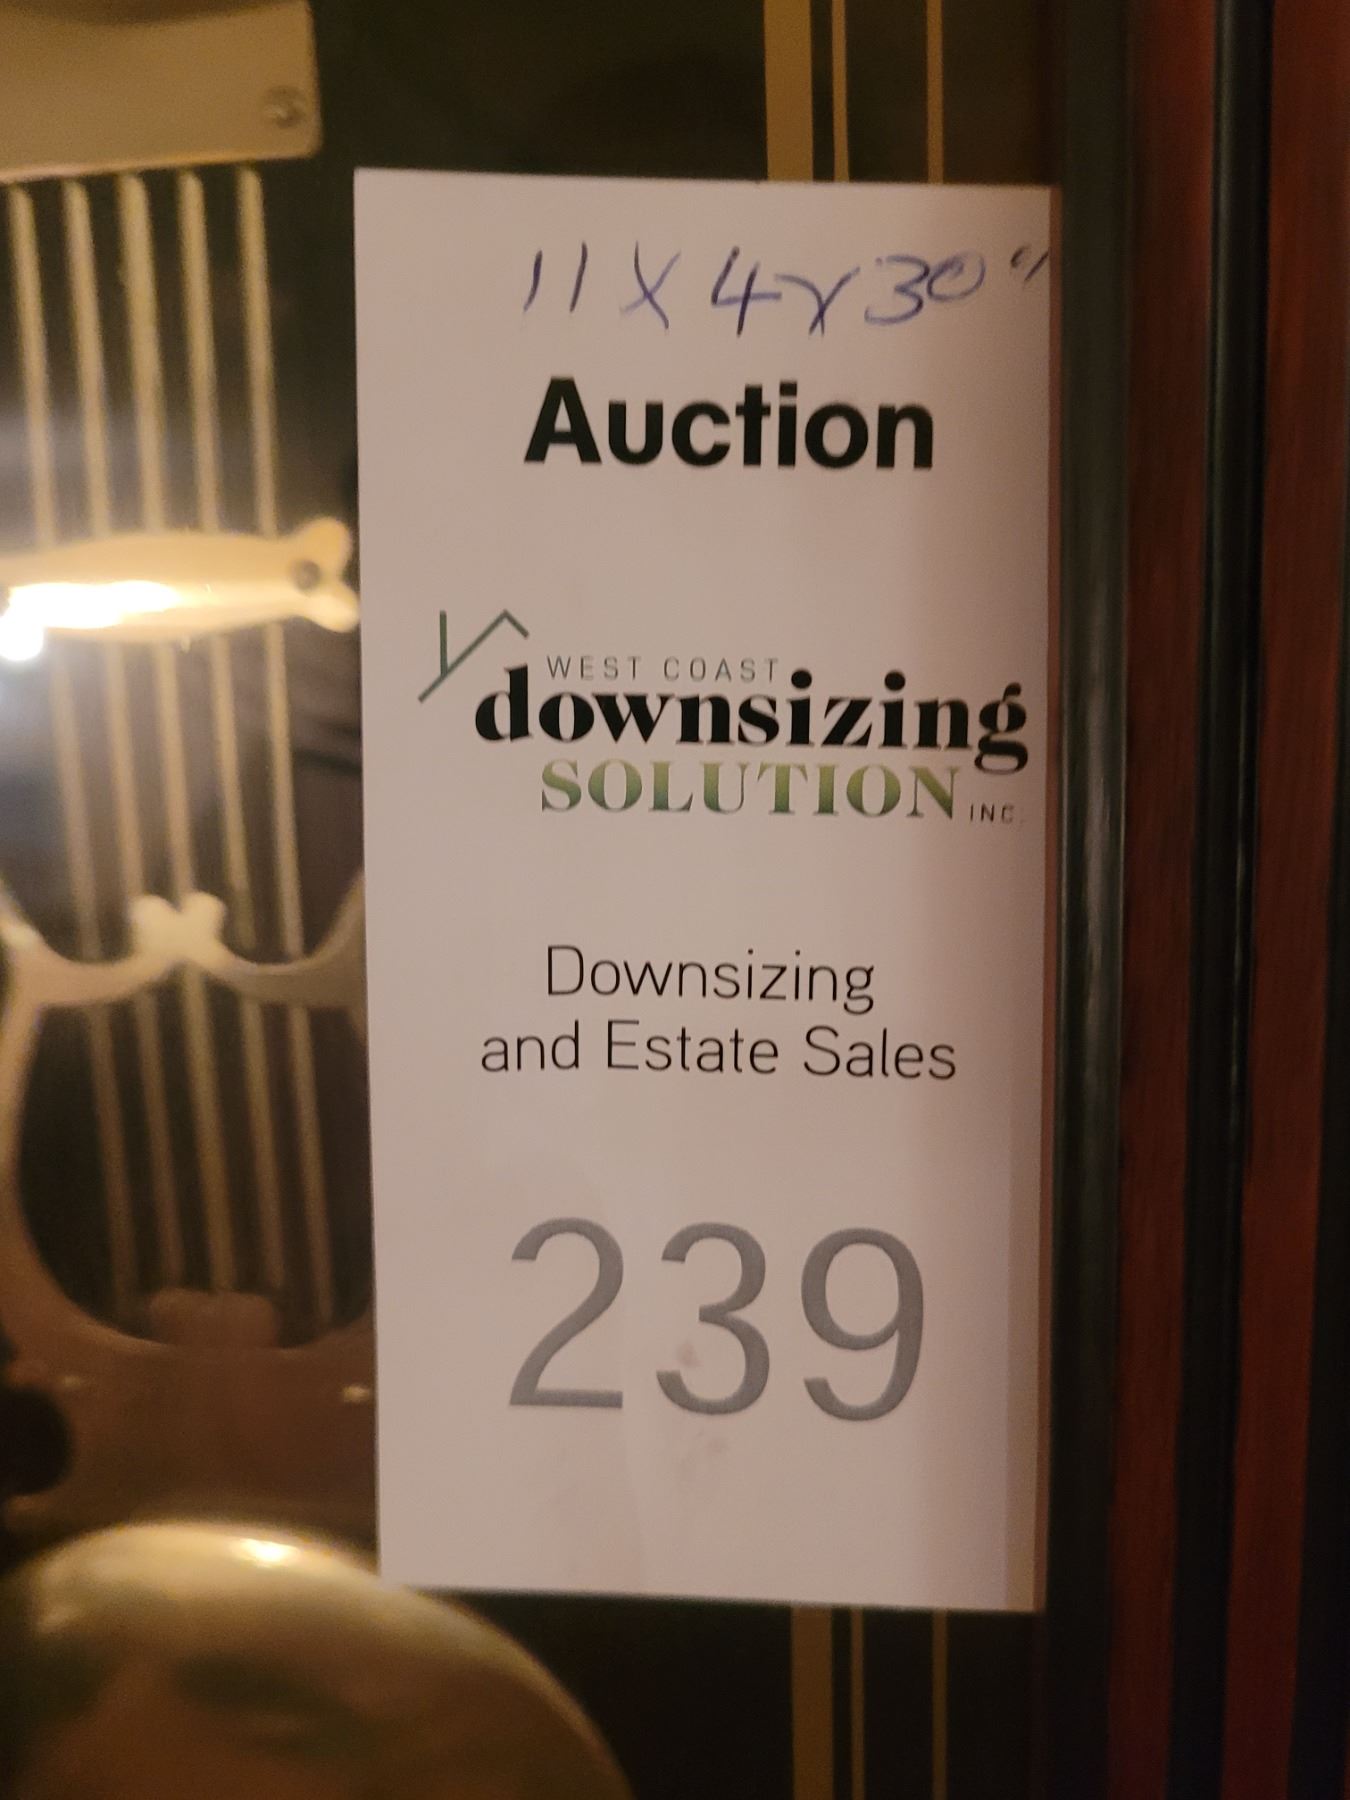 11 X 4 X 30"
Auction
WEST COAST
downsizing
SOLUTION INC.
Downsizing
and Estate Sales
239